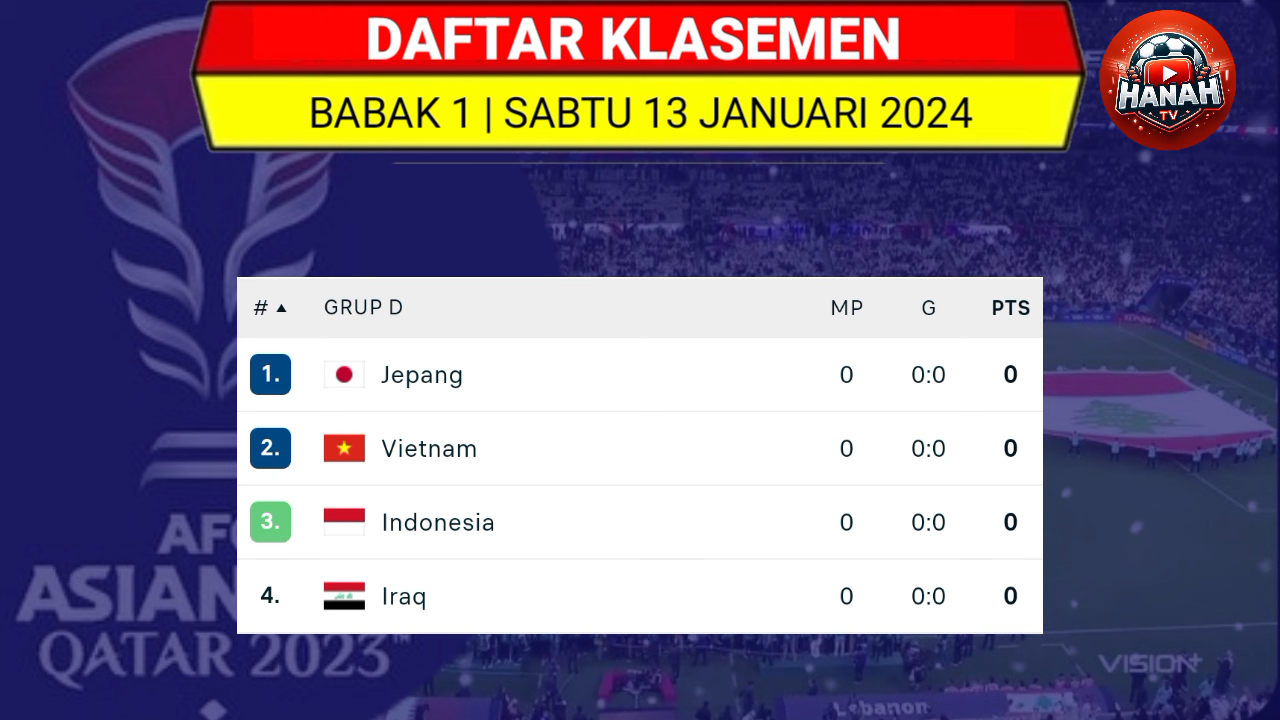 DAFTAR KLASEMEN
BABAK 1 | SABTU 13 JANUARI 2024
HANAH
TV
# ▲ GRUP D MP G PTS
1. Jepang 0 0:0 0
2. Vietnam 0 0:0 0
3. Indonesia 0 0:0 0
4. Iraq 0 0:0 0
AFC
ASIAN
QATAR 2023™
VISION+
Lebanon